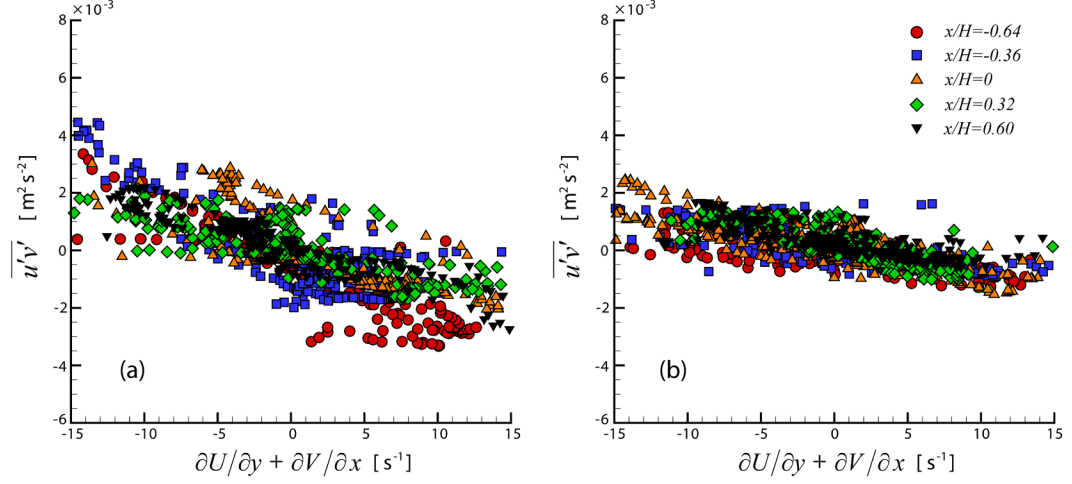 ×10⁻³
8
6
4
2
0
-2
-4
-6
-15
-10
-5
0
5
10
15
[ m² s⁻² ]
u′v′
(a)
∂U/∂y + ∂V/∂x [ s⁻¹ ]
×10⁻³
8
6
4
2
0
-2
-4
-6
-15
-10
-5
0
5
10
15
[ m² s⁻² ]
u′v′
(b)
∂U/∂y + ∂V/∂x [ s⁻¹ ]
x/H=-0.64
x/H=-0.36
x/H=0
x/H=0.32
x/H=0.60